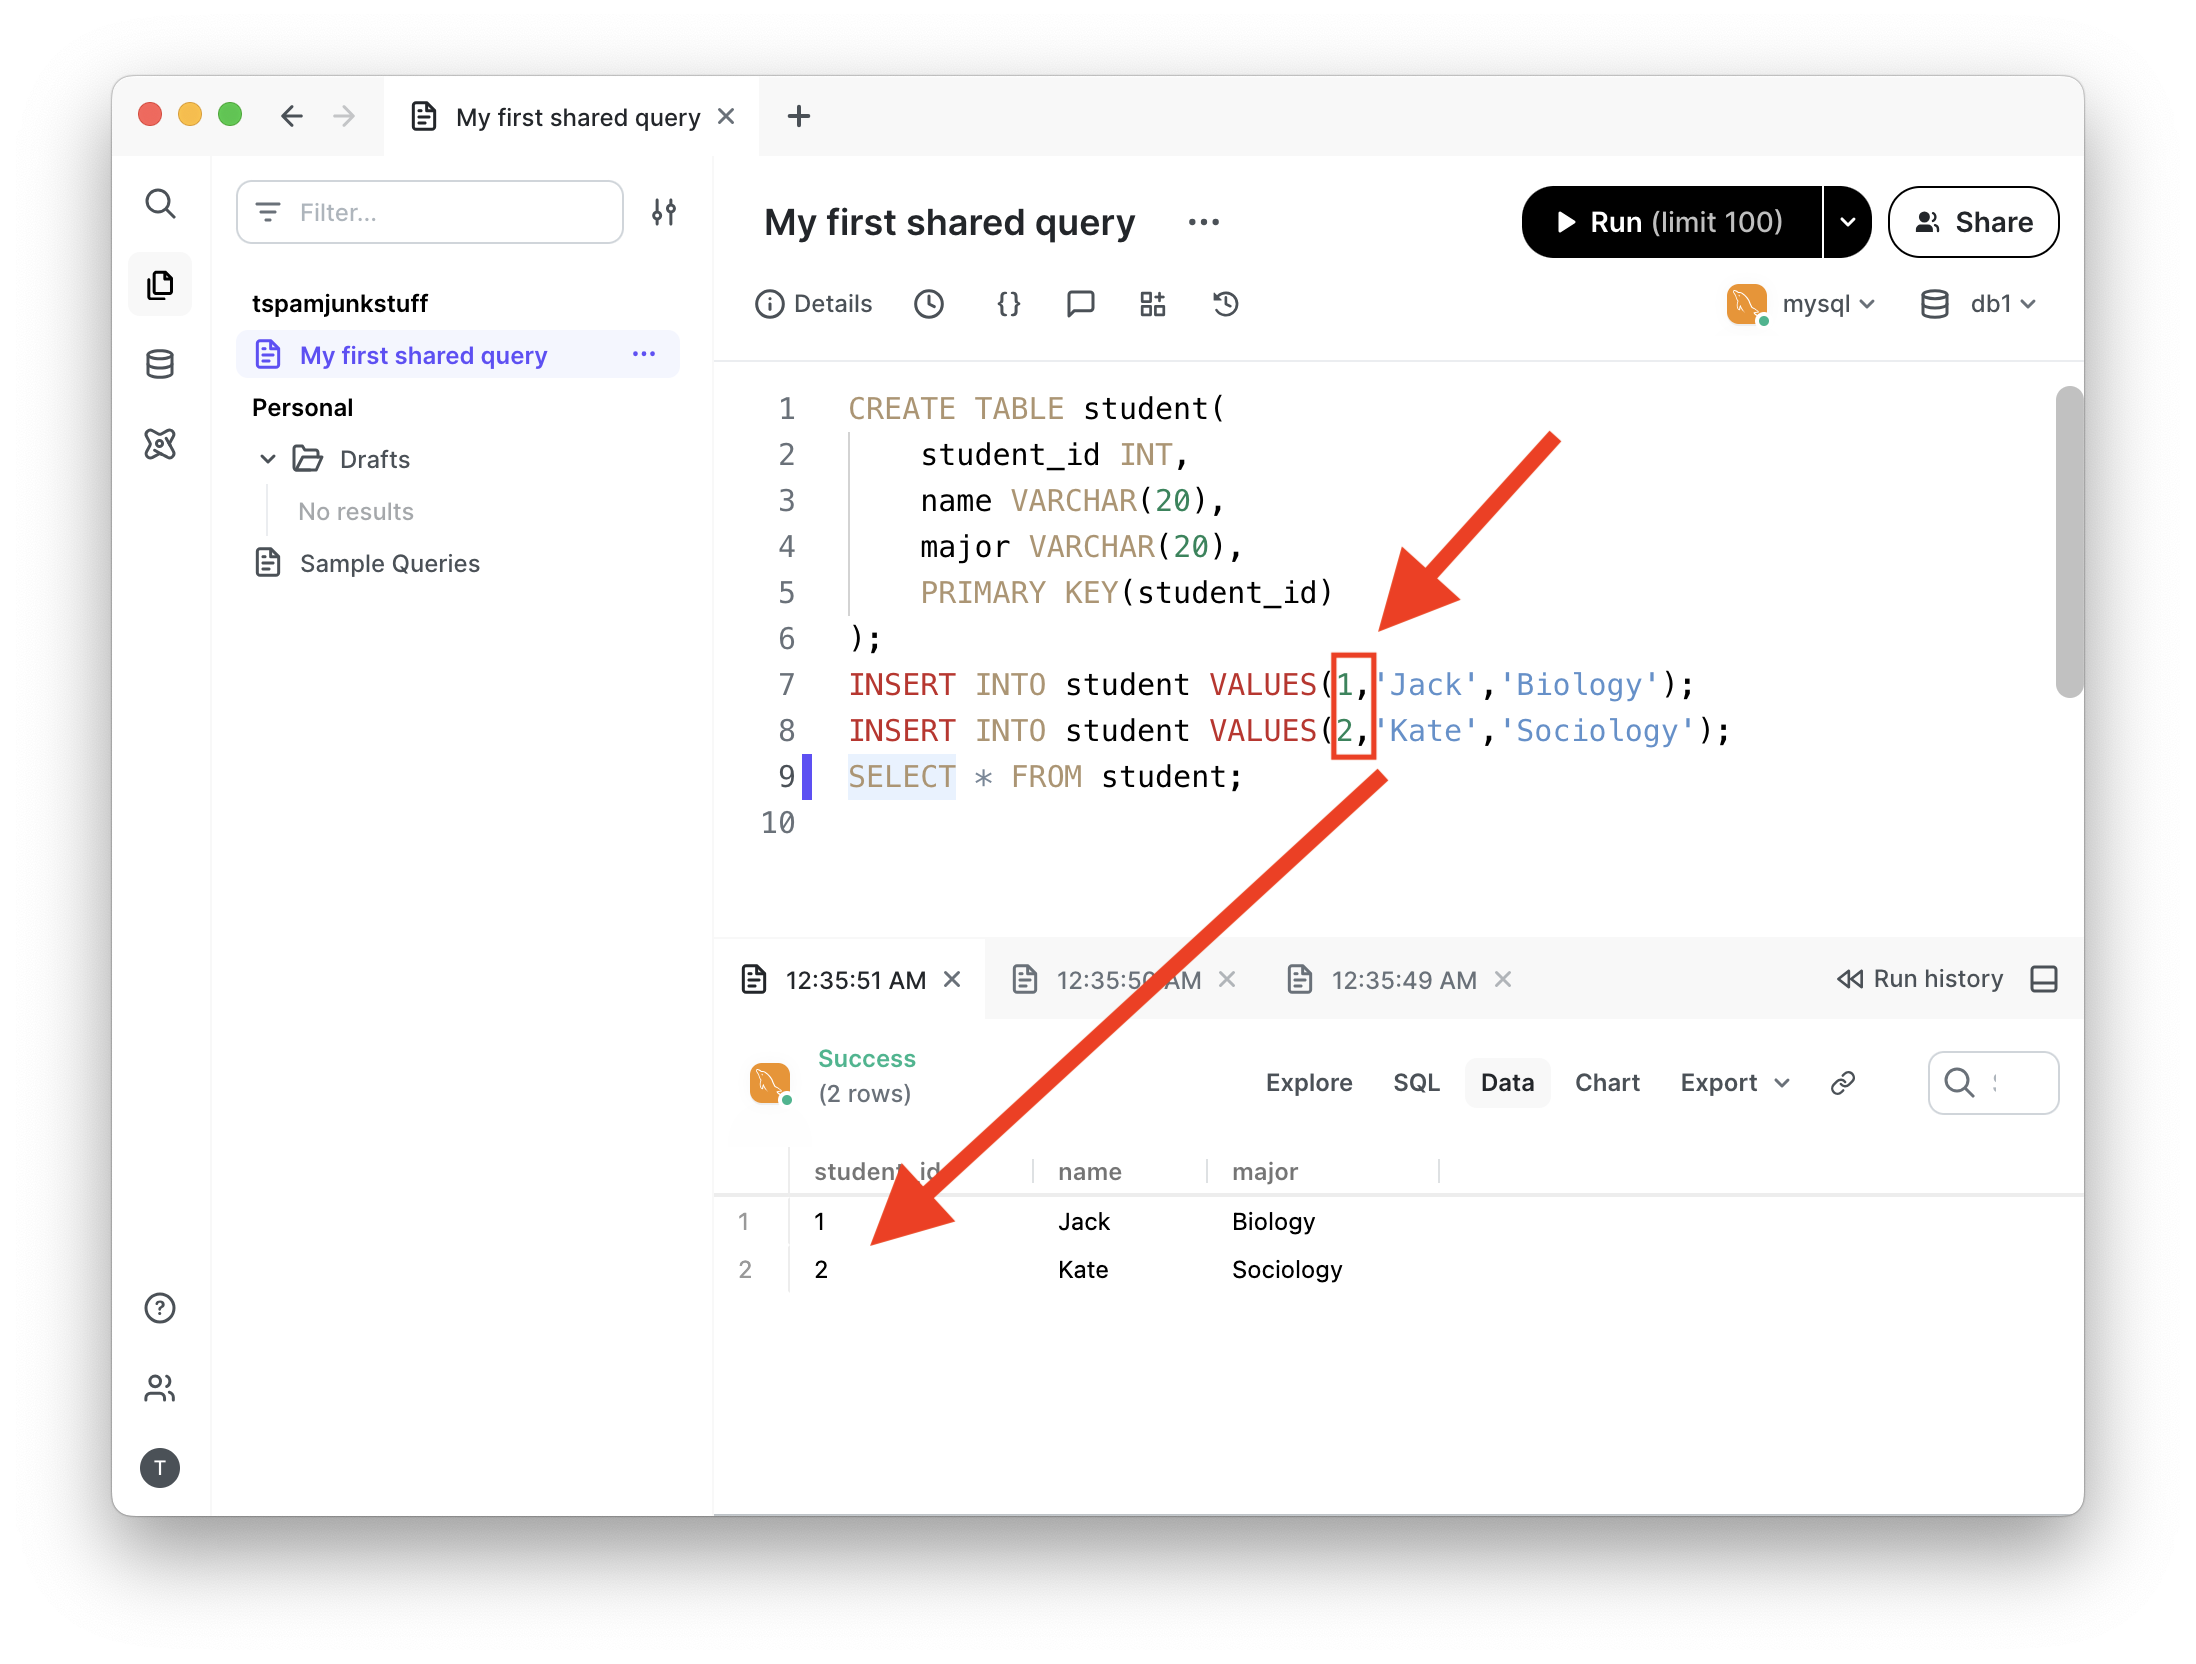 My first shared query
Filter...
tspamjunkstuff
My first shared query
Personal
Drafts
No results
Sample Queries
T
My first shared query
Run (limit 100)
Share
Details
{}
mysql
db1
1 CREATE TABLE student(
2 student_id INT,
3 name VARCHAR(20),
4 major VARCHAR(20),
5 PRIMARY KEY(student_id)
6 );
7 INSERT INTO student VALUES(1,'Jack','Biology');
8 INSERT INTO student VALUES(2,'Kate','Sociology');
9 SELECT * FROM student;
10
12:35:51 AM
12:35:50 AM
12:35:49 AM
Run history
Success
(2 rows)
Explore
SQL
Data
Chart
Export
student_id name major
1 1 Jack Biology
2 2 Kate Sociology